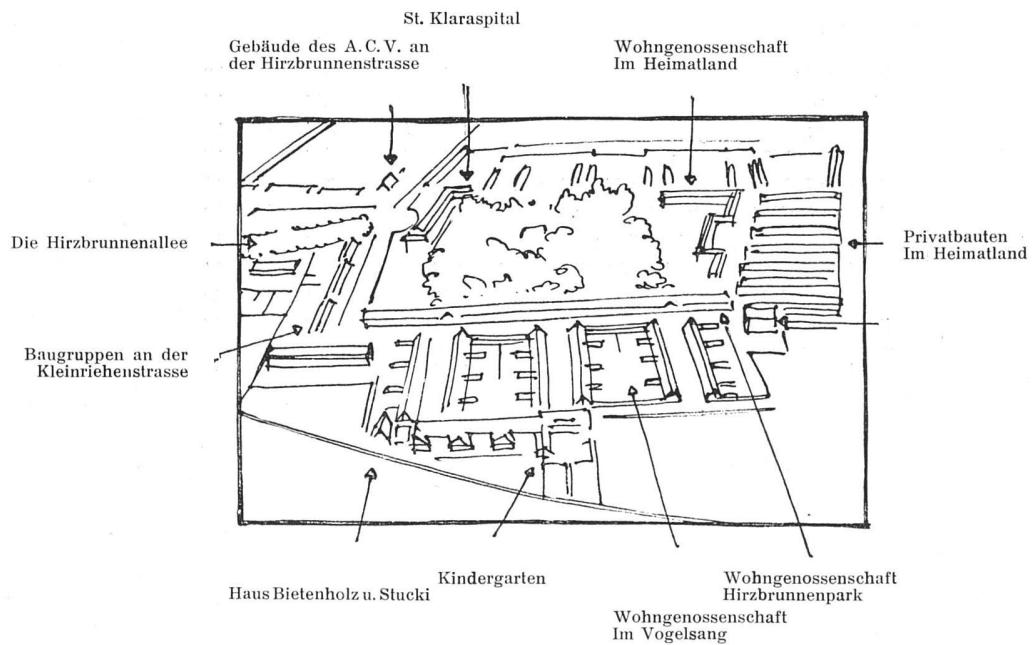 St. Klaraspital
Gebäude des A. C. V. an
der Hirzbrunnenstrasse
Wohngenossenschaft
Im Heimatland
Die Hirzbrunnenallee
Privatbauten
Im Heimatland
Baugruppen an der
Kleinriehenstrasse
Kindergarten
Haus Bietenholz u. Stucki
Wohngenossenschaft
Hirzbrunnenpark
Wohngenossenschaft
Im Vogelsang